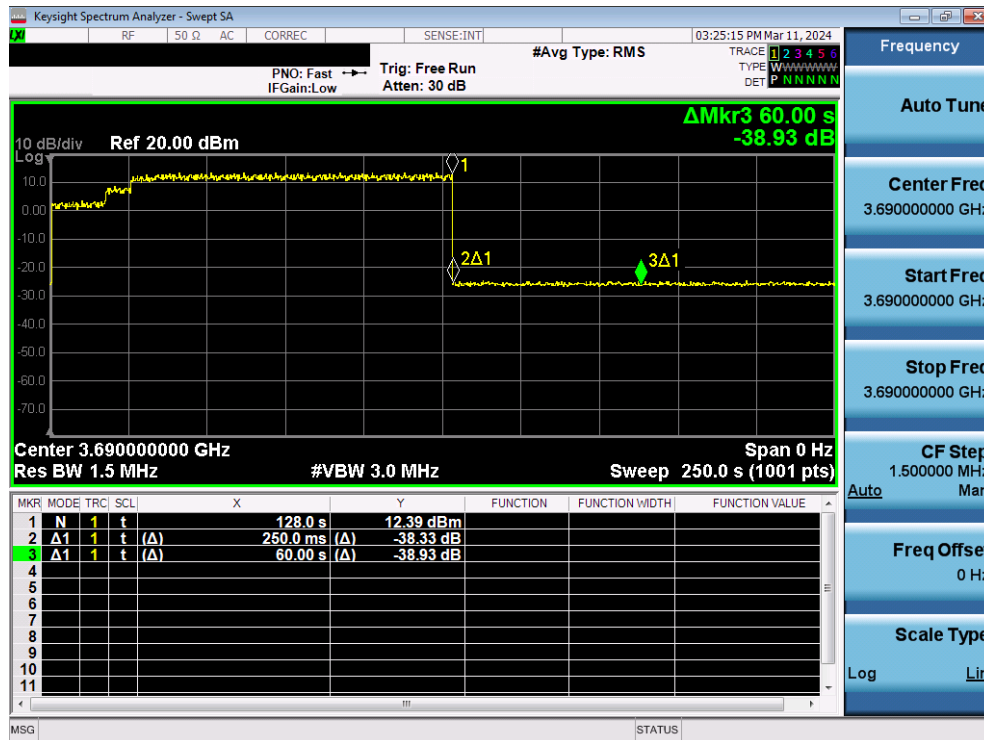 Keysight Spectrum Analyzer - Swept SA
LXI RF 50 Ω AC CORREC SENSE:INT 03:25:15 PM Mar 11, 2024
#Avg Type: RMS
TRACE 1 2 3 4 5 6
TYPE WWWWWW
DET P N N N N N
PNO: Fast
IFGain:Low
Trig: Free Run
Atten: 30 dB
ΔMkr3 60.00 s
-38.93 dB
10 dB/div Ref 20.00 dBm
Log
10.0
0.00
-10.0
-20.0
-30.0
-40.0
-50.0
-60.0
-70.0
1
2Δ1
3Δ1
Center 3.690000000 GHz Span 0 Hz
Res BW 1.5 MHz #VBW 3.0 MHz Sweep 250.0 s (1001 pts)
MKR MODE TRC SCL X Y FUNCTION FUNCTION WIDTH FUNCTION VALUE
1 N 1 t 128.0 s 12.39 dBm
2 Δ1 1 t (Δ) 250.0 ms (Δ) -38.33 dB
3 Δ1 1 t (Δ) 60.00 s (Δ) -38.93 dB
4
5
6
7
8
9
10
11
MSG STATUS
Frequency
Auto Tune
Center Freq
3.690000000 GHz
Start Freq
3.690000000 GHz
Stop Freq
3.690000000 GHz
CF Step
1.500000 MHz
Auto Man
Freq Offset
0 Hz
Scale Type
Log Lin